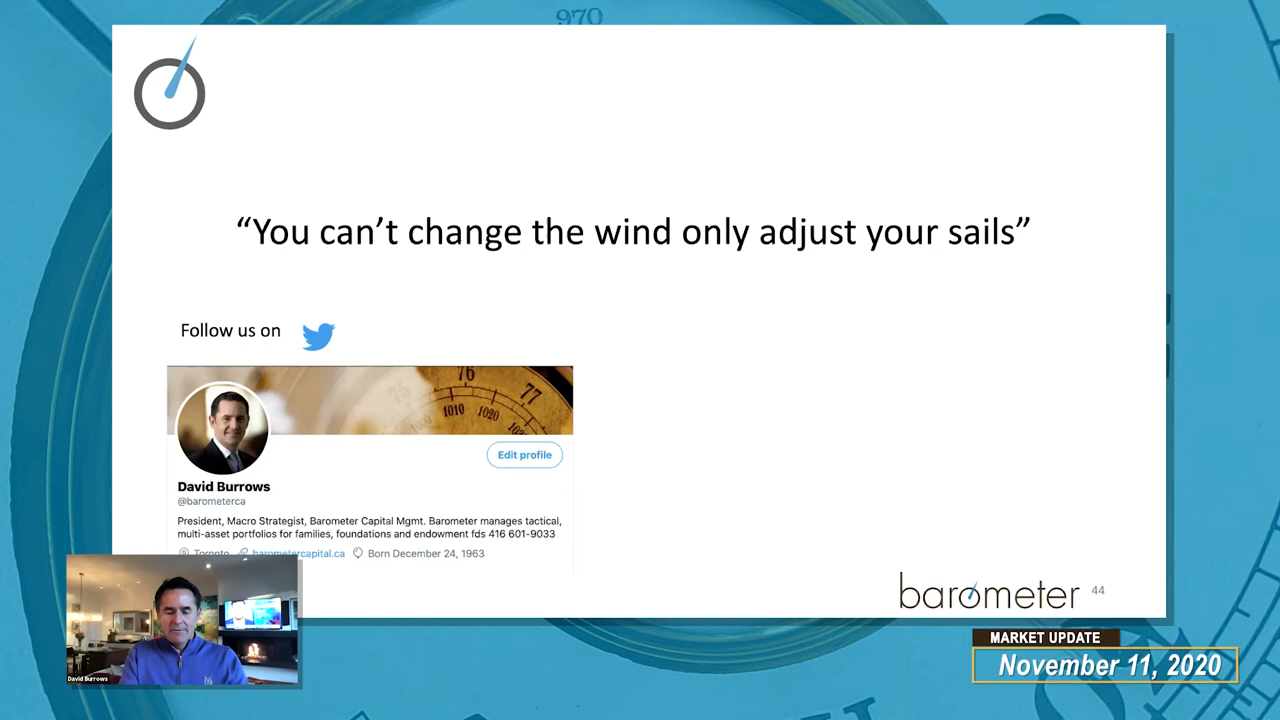 970
“You can’t change the wind only adjust your sails”
Follow us on
76
75
77
1010
1020
Edit profile
David Burrows
@barometerca
President, Macro Strategist, Barometer Capital Mgmt. Barometer manages tactical,
multi-asset portfolios for families, foundations and endowment fds 416 601-9033
Toronto barometercapital.ca Born December 24, 1963
barometer 44
MARKET UPDATE
November 11, 2020
David Burrows